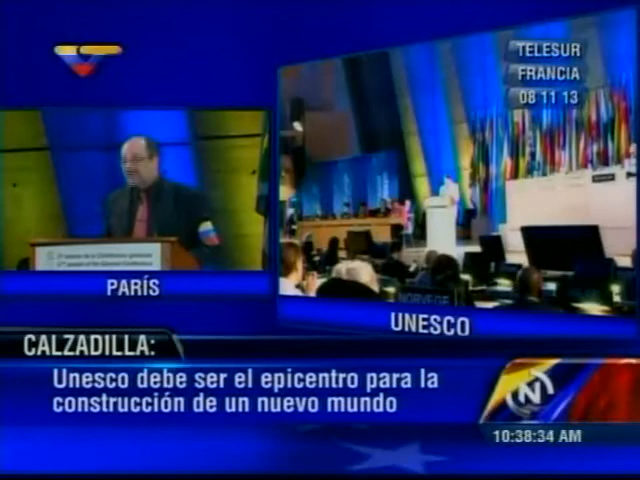 TELESUR
FRANCIA
08 11 13
NORVEGE
PARÍS
UNESCO
CALZADILLA:
Unesco debe ser el epicentro para la
construcción de un nuevo mundo
10:38:34 AM